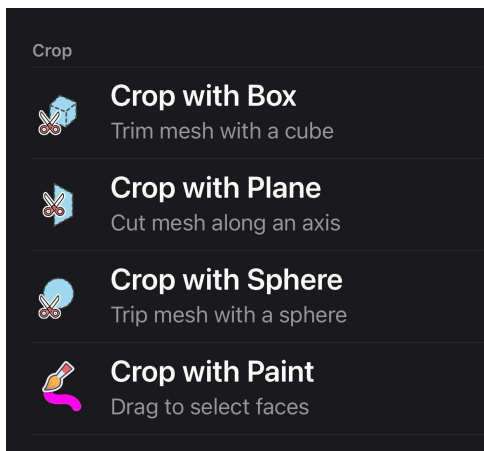 Crop
Crop with Box
Trim mesh with a cube
Crop with Plane
Cut mesh along an axis
Crop with Sphere
Trip mesh with a sphere
Crop with Paint
Drag to select faces